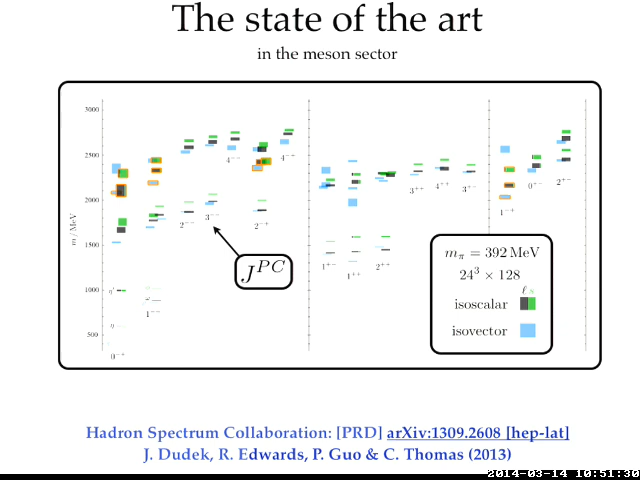 The state of the art
in the meson sector
3000
2500
2000
1500
1000
500
m / MeV
0⁻⁺
1⁻⁻
2⁻⁻
3⁻⁻
4⁻⁻
2⁻⁺
4⁻⁺
1⁺⁻
1⁺⁺
2⁺⁺
3⁺⁺
4⁺⁺
3⁺⁻
1⁻⁺
0⁺⁻
2⁺⁻
J^{PC}
m_π = 392 MeV
24³ × 128
ℓ s
isoscalar
isovector
Hadron Spectrum Collaboration: [PRD] arXiv:1309.2608 [hep-lat]
J. Dudek, R. Edwards, P. Guo & C. Thomas (2013)
2014-03-14 10:51:30